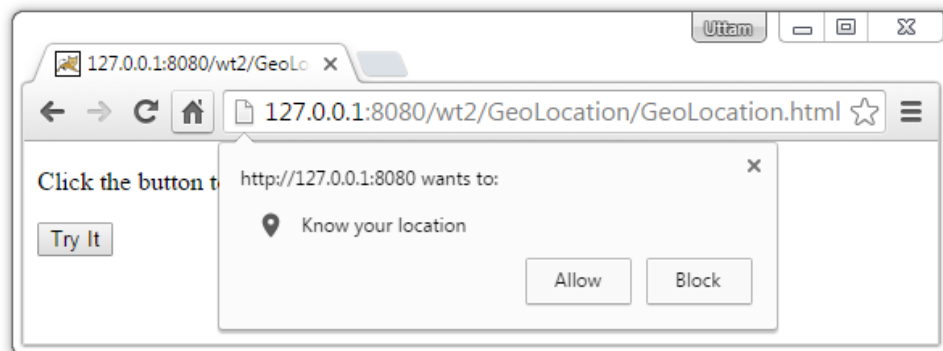 Uttam
127.0.0.1:8080/wt2/GeoLo
127.0.0.1:8080/wt2/GeoLocation/GeoLocation.html
Click the button t
http://127.0.0.1:8080 wants to:
Know your location
Try It
Allow
Block